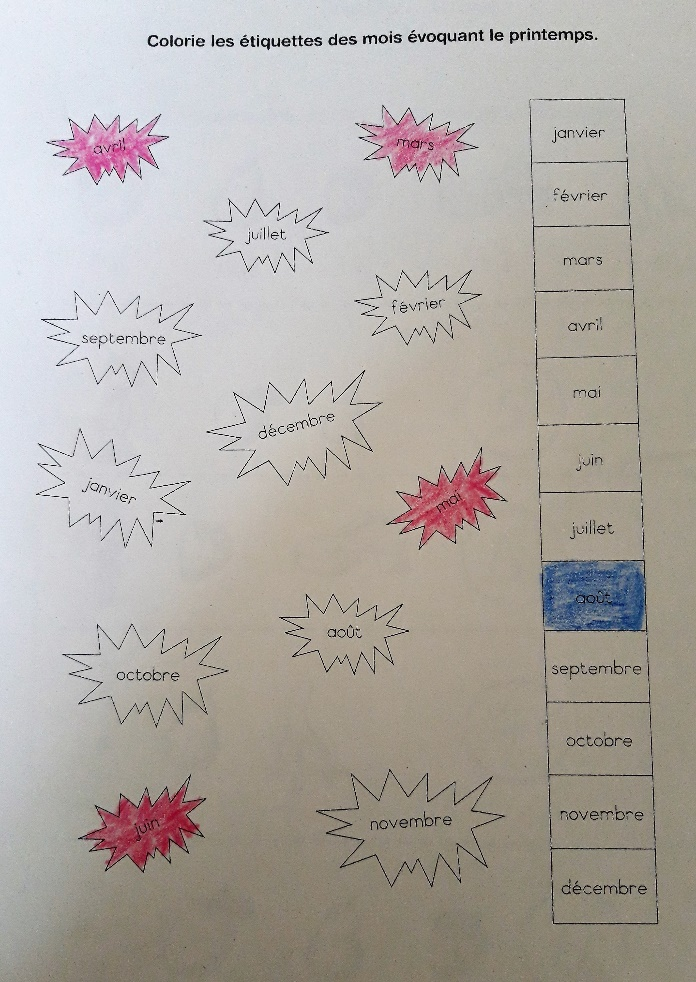 Colorie les étiquettes des mois évoquant le printemps.
avril
mars
juillet
février
septembre
décembre
janvier
mai
août
octobre
juin
novembre
janvier
février
mars
avril
mai
juin
juillet
août
septembre
octobre
novembre
décembre